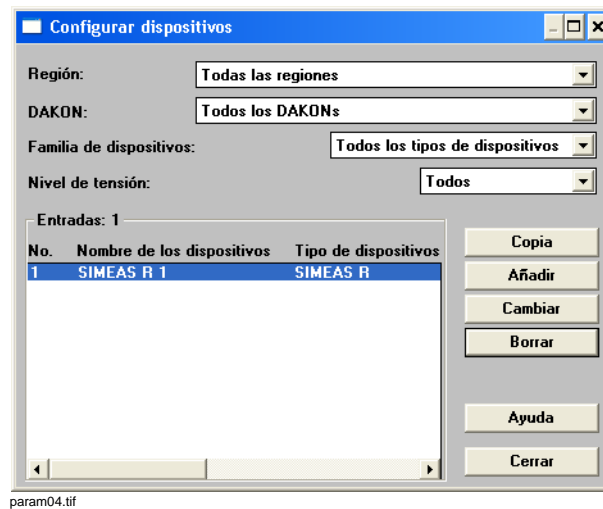 Configurar dispositivos
Región: Todas las regiones
DAKON: Todos los DAKONs
Familia de dispositivos: Todos los tipos de dispositivos
Nivel de tensión: Todos
Entradas: 1
No. Nombre de los dispositivos Tipo de dispositivos
1 SIMEAS R 1 SIMEAS R
Copia
Añadir
Cambiar
Borrar
Ayuda
Cerrar
param04.tif